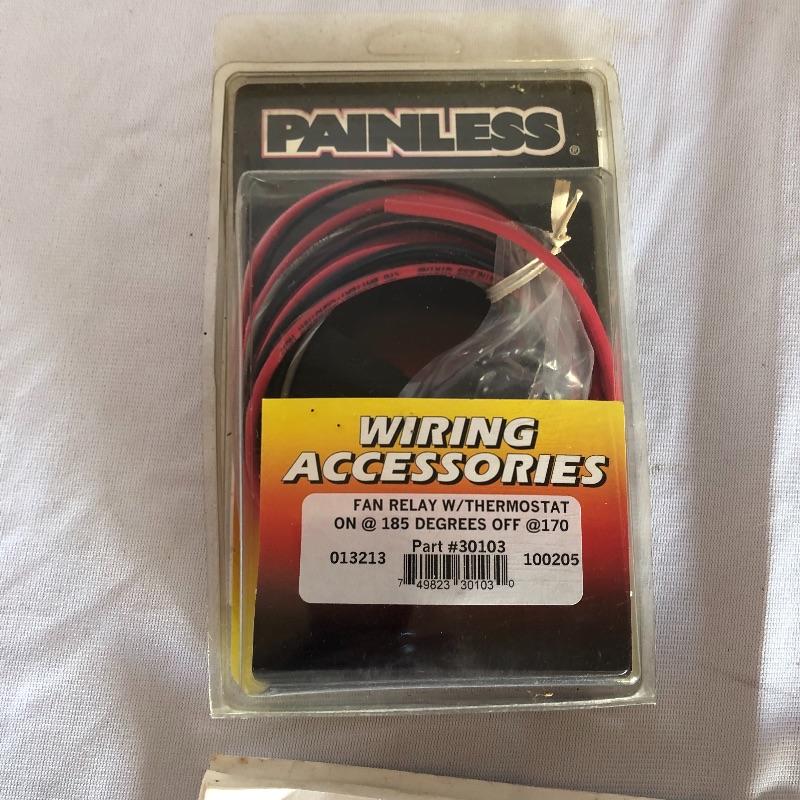 PAINLESS®
WIRING
ACCESSORIES
FAN RELAY W/THERMOSTAT
ON @ 185 DEGREES OFF @170
Part #30103
013213 100205
7 49823 30103 0